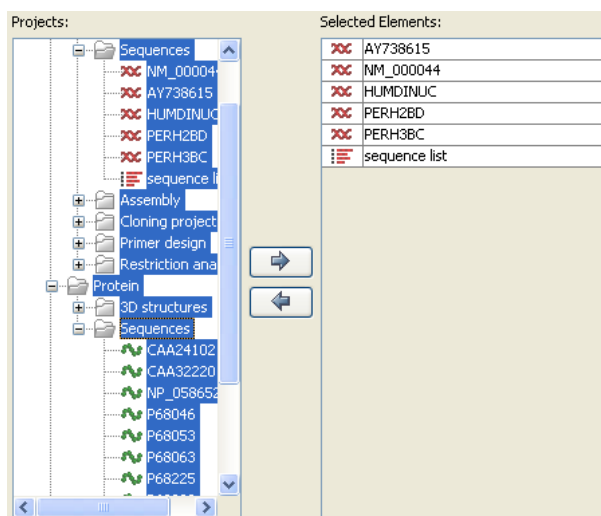 Projects:
Sequences
NM_00004
AY738615
HUMDINUC
PERH2BD
PERH3BC
sequence li
Assembly
Cloning project
Primer design
Restriction ana
Protein
3D structures
Sequences
CAA24102
CAA32220
NP_058652
P68046
P68053
P68063
P68225
Selected Elements:
AY738615
NM_000044
HUMDINUC
PERH2BD
PERH3BC
sequence list